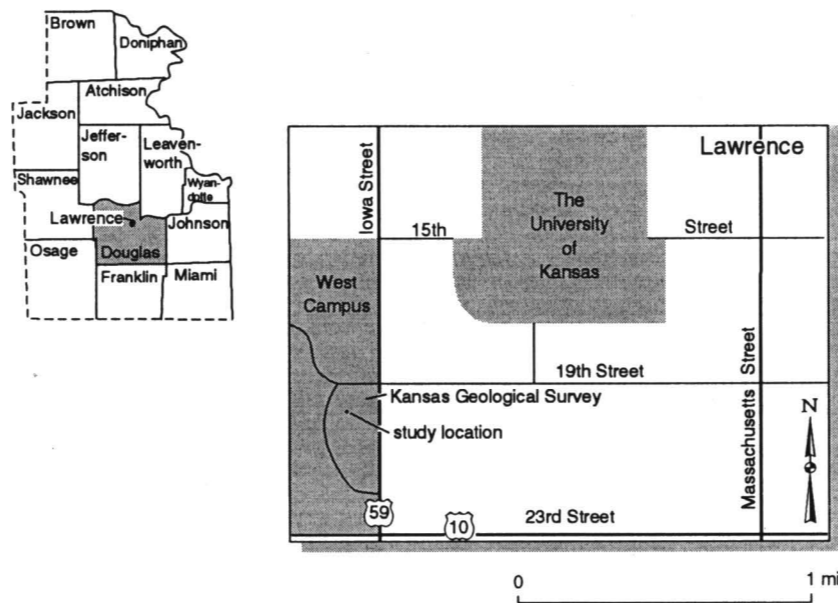 Brown
Doniphan
Atchison
Jackson
Jeffer-
son
Leaven-
worth
Shawnee
Wyan-
dotte
Lawrence
Johnson
Osage
Douglas
Franklin
Miami
Lawrence
Iowa Street
The
University
of
Kansas
15th
Street
West
Campus
19th Street
Kansas Geological Survey
study location
Massachusetts Street
N
59
10
23rd Street
0
1 mi